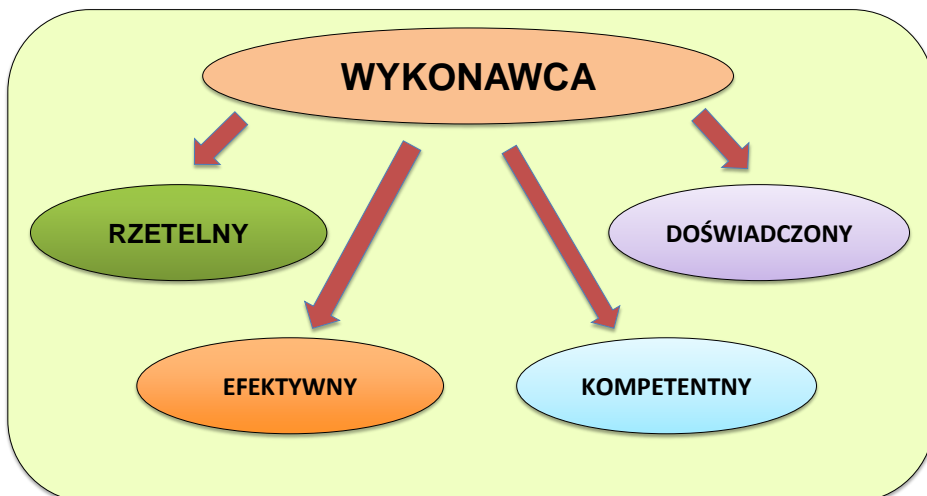 WYKONAWCA
RZETELNY
DOŚWIADCZONY
EFEKTYWNY
KOMPETENTNY